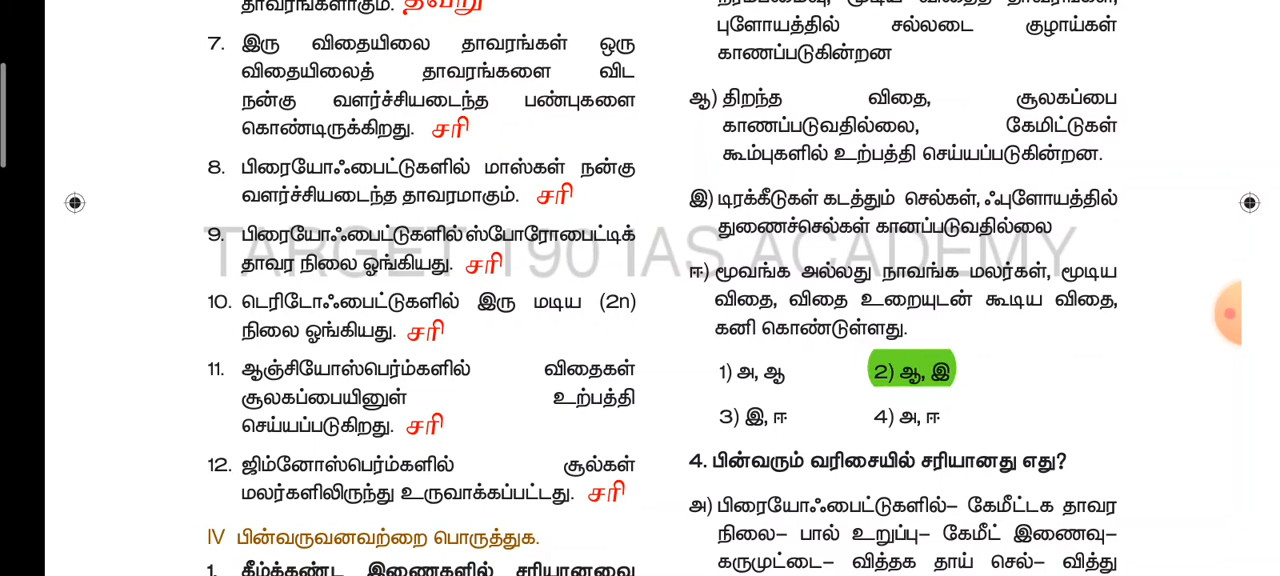 தாவரங்களாகும். தவறு
7. இரு விதையிலை தாவரங்கள் ஒரு
விதையிலைத் தாவரங்களை விட
நன்கு வளர்ச்சியடைந்த பண்புகளை
கொண்டிருக்கிறது. சரி
8. பிரையோஃபைட்டுகளில் மாஸ்கள் நன்கு
வளர்ச்சியடைந்த தாவரமாகும். சரி
9. பிரையோஃபைட்டுகளில் ஸ்போரோபைட்டிக்
தாவர நிலை ஓங்கியது. சரி
10. டெரிடோஃபைட்டுகளில் இரு மடிய (2n)
நிலை ஓங்கியது. சரி
11. ஆஞ்சியோஸ்பெர்ம்களில் விதைகள்
சூலகப்பையினுள் உற்பத்தி
செய்யப்படுகிறது. சரி
12. ஜிம்னோஸ்பெர்ம்களில் சூல்கள்
மலர்களிலிருந்து உருவாக்கப்பட்டது. சரி
IV பின்வருவனவற்றை பொருத்துக.
1. கீழ்க்கண்ட இணைகளில் சரியானவை
புளோயத்தில் சல்லடை குழாய்கள்
காணப்படுகின்றன
ஆ) திறந்த விதை, சூலகப்பை
காணப்படுவதில்லை, கேமிட்டுகள்
கூம்புகளில் உற்பத்தி செய்யப்படுகின்றன.
இ) டிரக்கீடுகள் கடத்தும் செல்கள், ஃபுளோயத்தில்
துணைச்செல்கள் கானப்படுவதில்லை
ஈ) மூவங்க அல்லது நாவங்க மலர்கள், மூடிய
விதை, விதை உறையுடன் கூடிய விதை,
கனி கொண்டுள்ளது.
1) அ, ஆ 2) ஆ, இ
3) இ, ஈ 4) அ, ஈ
4. பின்வரும் வரிசையில் சரியானது எது?
அ) பிரையோஃபைட்டுகளில்– கேமீட்டக தாவர
நிலை– பால் உறுப்பு– கேமீட் இணைவு–
கருமுட்டை– வித்தக தாய் செல்– வித்து
TARGET 190 IAS ACADEMY